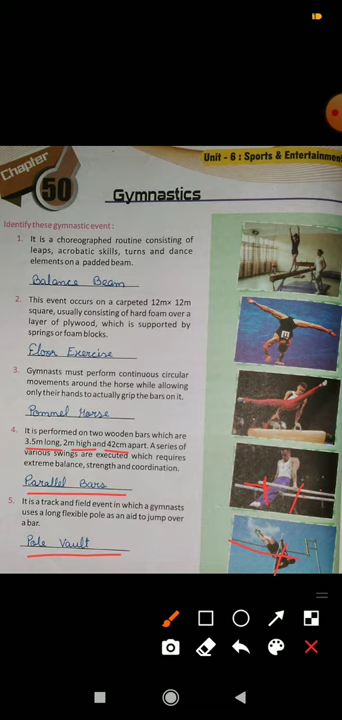 Unit - 6 : Sports & Entertainment
Chapter
50
Gymnastics
Identify these gymnastic event :
1. It is a choreographed routine consisting of
leaps, acrobatic skills, turns and dance
elements on a padded beam.
Balance Beam
2. This event occurs on a carpeted 12m× 12m
square, usually consisting of hard foam over a
layer of plywood, which is supported by
springs or foam blocks.
Floor Exercise
3. Gymnasts must perform continuous circular
movements around the horse while allowing
only their hands to actually grip the bars on it.
Pommel Horse
4. It is performed on two wooden bars which are
3.5m long, 2m high and 42cm apart. A series of
various swings are executed which requires
extreme balance, strength and coordination.
Parallel Bars
5. It is a track and field event in which a gymnasts
uses a long flexible pole as an aid to jump over
a bar.
Pole Vault